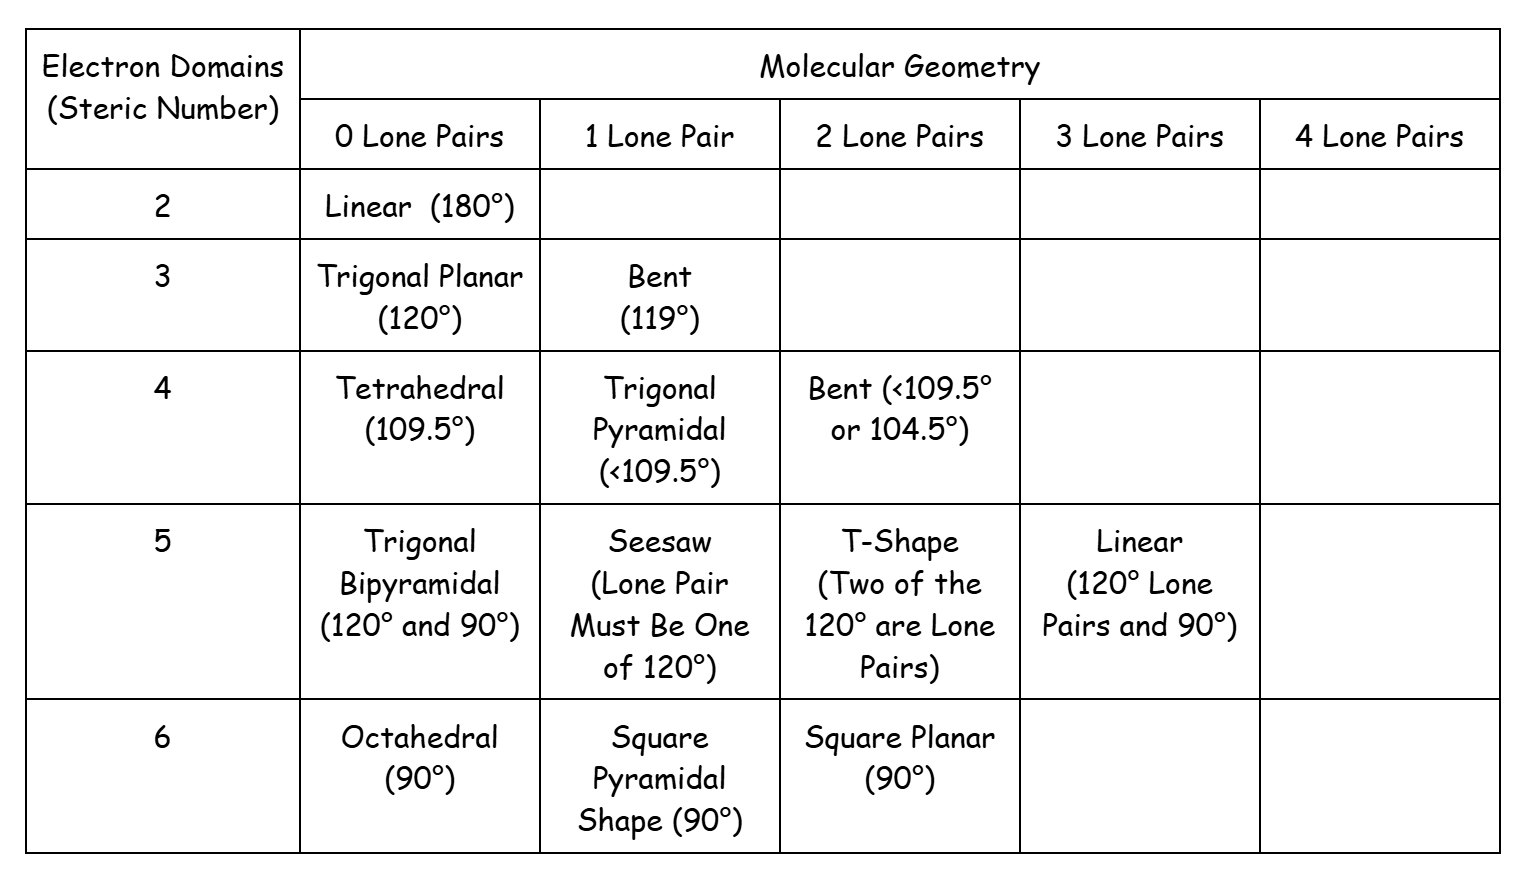 Electron Domains
(Steric Number)
Molecular Geometry
0 Lone Pairs
1 Lone Pair
2 Lone Pairs
3 Lone Pairs
4 Lone Pairs
2
Linear  (180°)
3
Trigonal Planar
(120°)
Bent
(119°)
4
Tetrahedral
(109.5°)
Trigonal
Pyramidal
(<109.5°)
Bent (<109.5°
or 104.5°)
5
Trigonal
Bipyramidal
(120° and 90°)
Seesaw
(Lone Pair
Must Be One
of 120°)
T-Shape
(Two of the
120° are Lone
Pairs)
Linear
(120° Lone
Pairs and 90°)
6
Octahedral
(90°)
Square
Pyramidal
Shape (90°)
Square Planar
(90°)